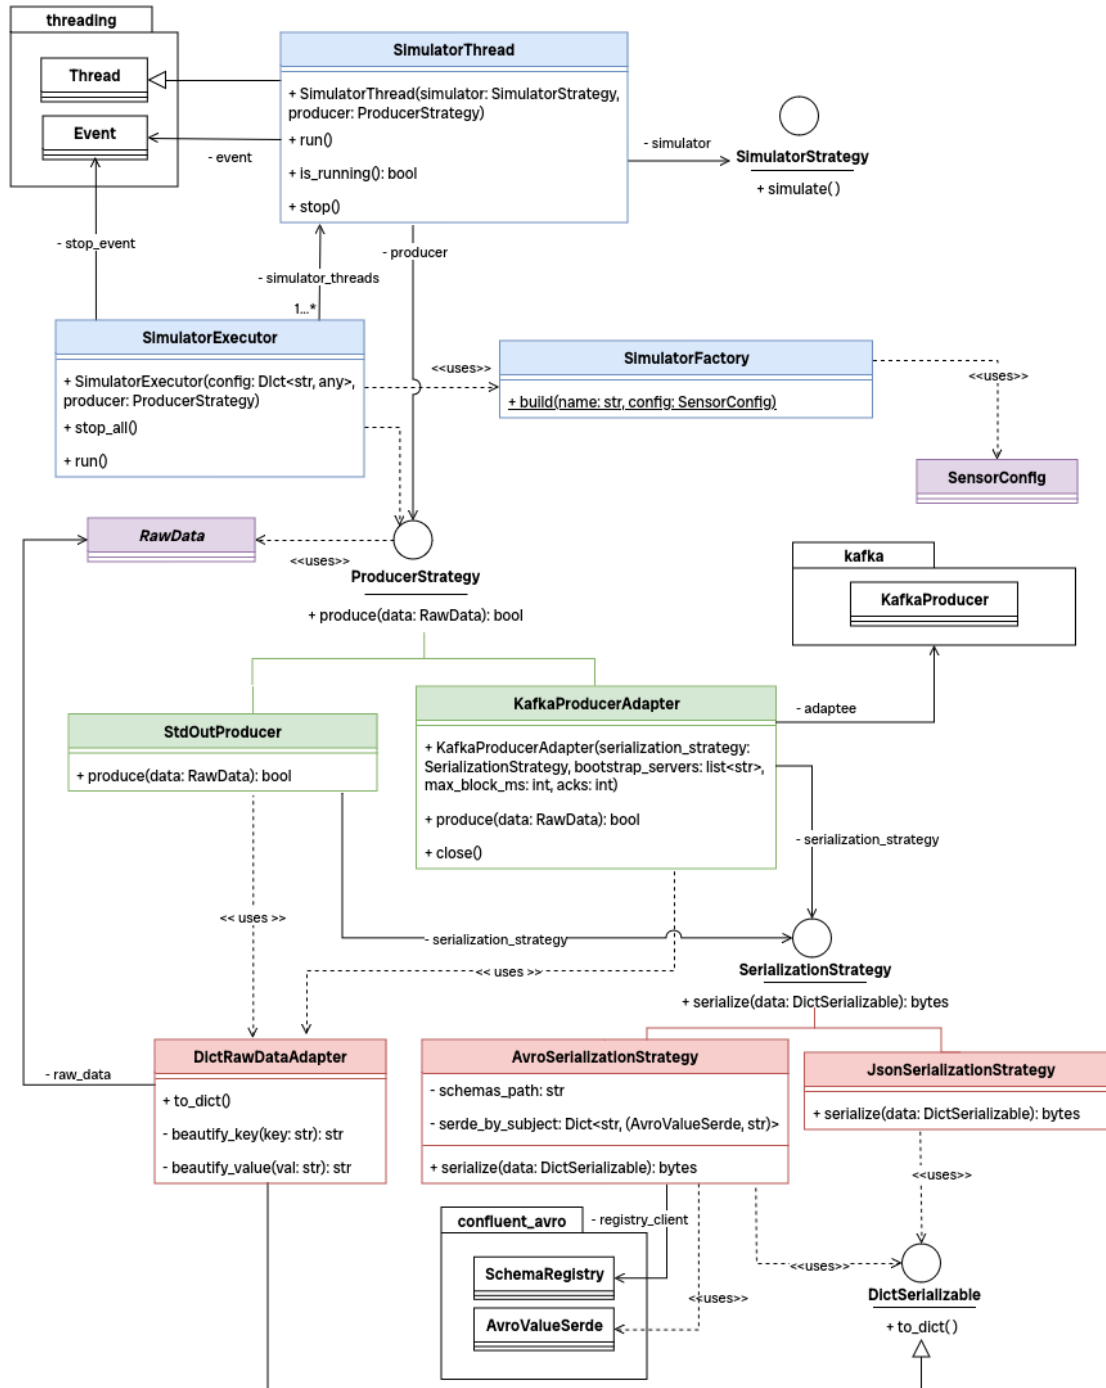 threading
Thread
Event
SimulatorThread
+ SimulatorThread(simulator: SimulatorStrategy,
producer: ProducerStrategy)
+ run()
+ is_running(): bool
+ stop()
- event
- simulator
SimulatorStrategy
+ simulate()
- stop_event
- simulator_threads
1...*
- producer
SimulatorExecutor
+ SimulatorExecutor(config: Dict<str, any>,
producer: ProducerStrategy)
+ stop_all()
+ run()
<<uses>>
SimulatorFactory
+ build(name: str, config: SensorConfig)
<<uses>>
SensorConfig
RawData
<<uses>>
ProducerStrategy
+ produce(data: RawData): bool
kafka
KafkaProducer
StdOutProducer
+ produce(data: RawData): bool
KafkaProducerAdapter
+ KafkaProducerAdapter(serialization_strategy:
SerializationStrategy, bootstrap_servers: list<str>,
max_block_ms: int, acks: int)
+ produce(data: RawData): bool
+ close()
- adaptee
- serialization_strategy
<< uses >>
- serialization_strategy
<< uses >>
SerializationStrategy
+ serialize(data: DictSerializable): bytes
DictRawDataAdapter
+ to_dict()
- beautify_key(key: str): str
- beautify_value(val: str): str
- raw_data
AvroSerializationStrategy
- schemas_path: str
- serde_by_subject: Dict<str, (AvroValueSerde, str)>
+ serialize(data: DictSerializable): bytes
JsonSerializationStrategy
+ serialize(data: DictSerializable): bytes
<<uses>>
confluent_avro
- registry_client
SchemaRegistry
AvroValueSerde
<<uses>>
<<uses>>
DictSerializable
+ to_dict()